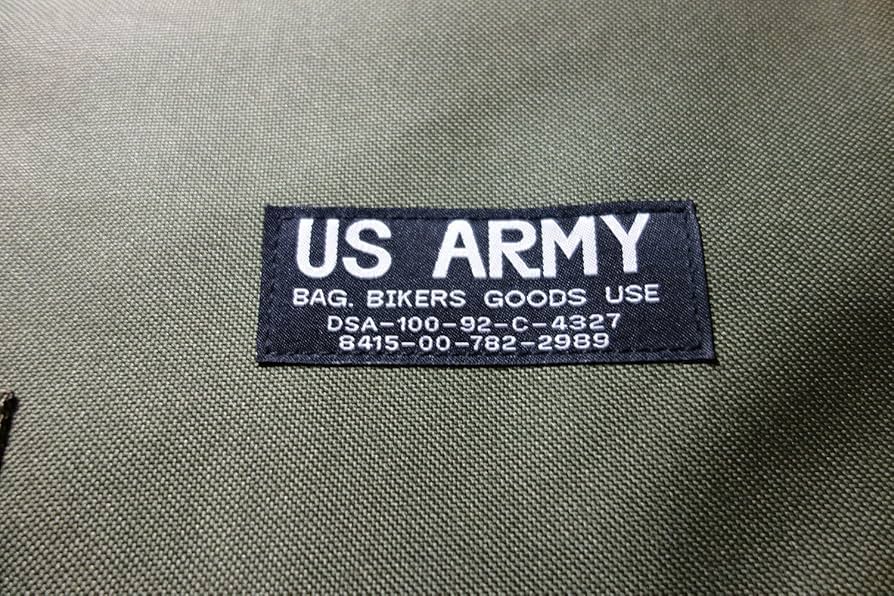 US ARMY
BAG. BIKERS GOODS USE
DSA-100-92-C-4327
8415-00-782-2989